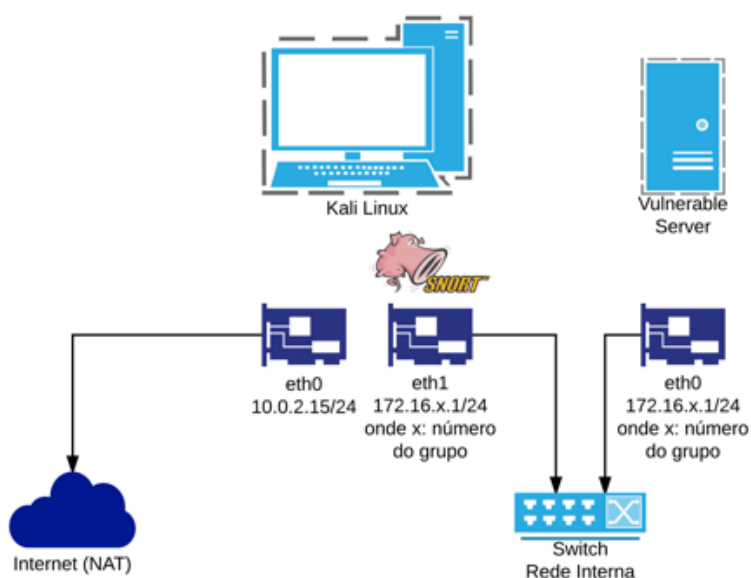 Kali Linux
Vulnerable
Server
SNORT
eth0
10.0.2.15/24
eth1
172.16.x.1/24
onde x: número
do grupo
eth0
172.16.x.1/24
onde x: número
do grupo
Internet (NAT)
Switch
Rede Interna